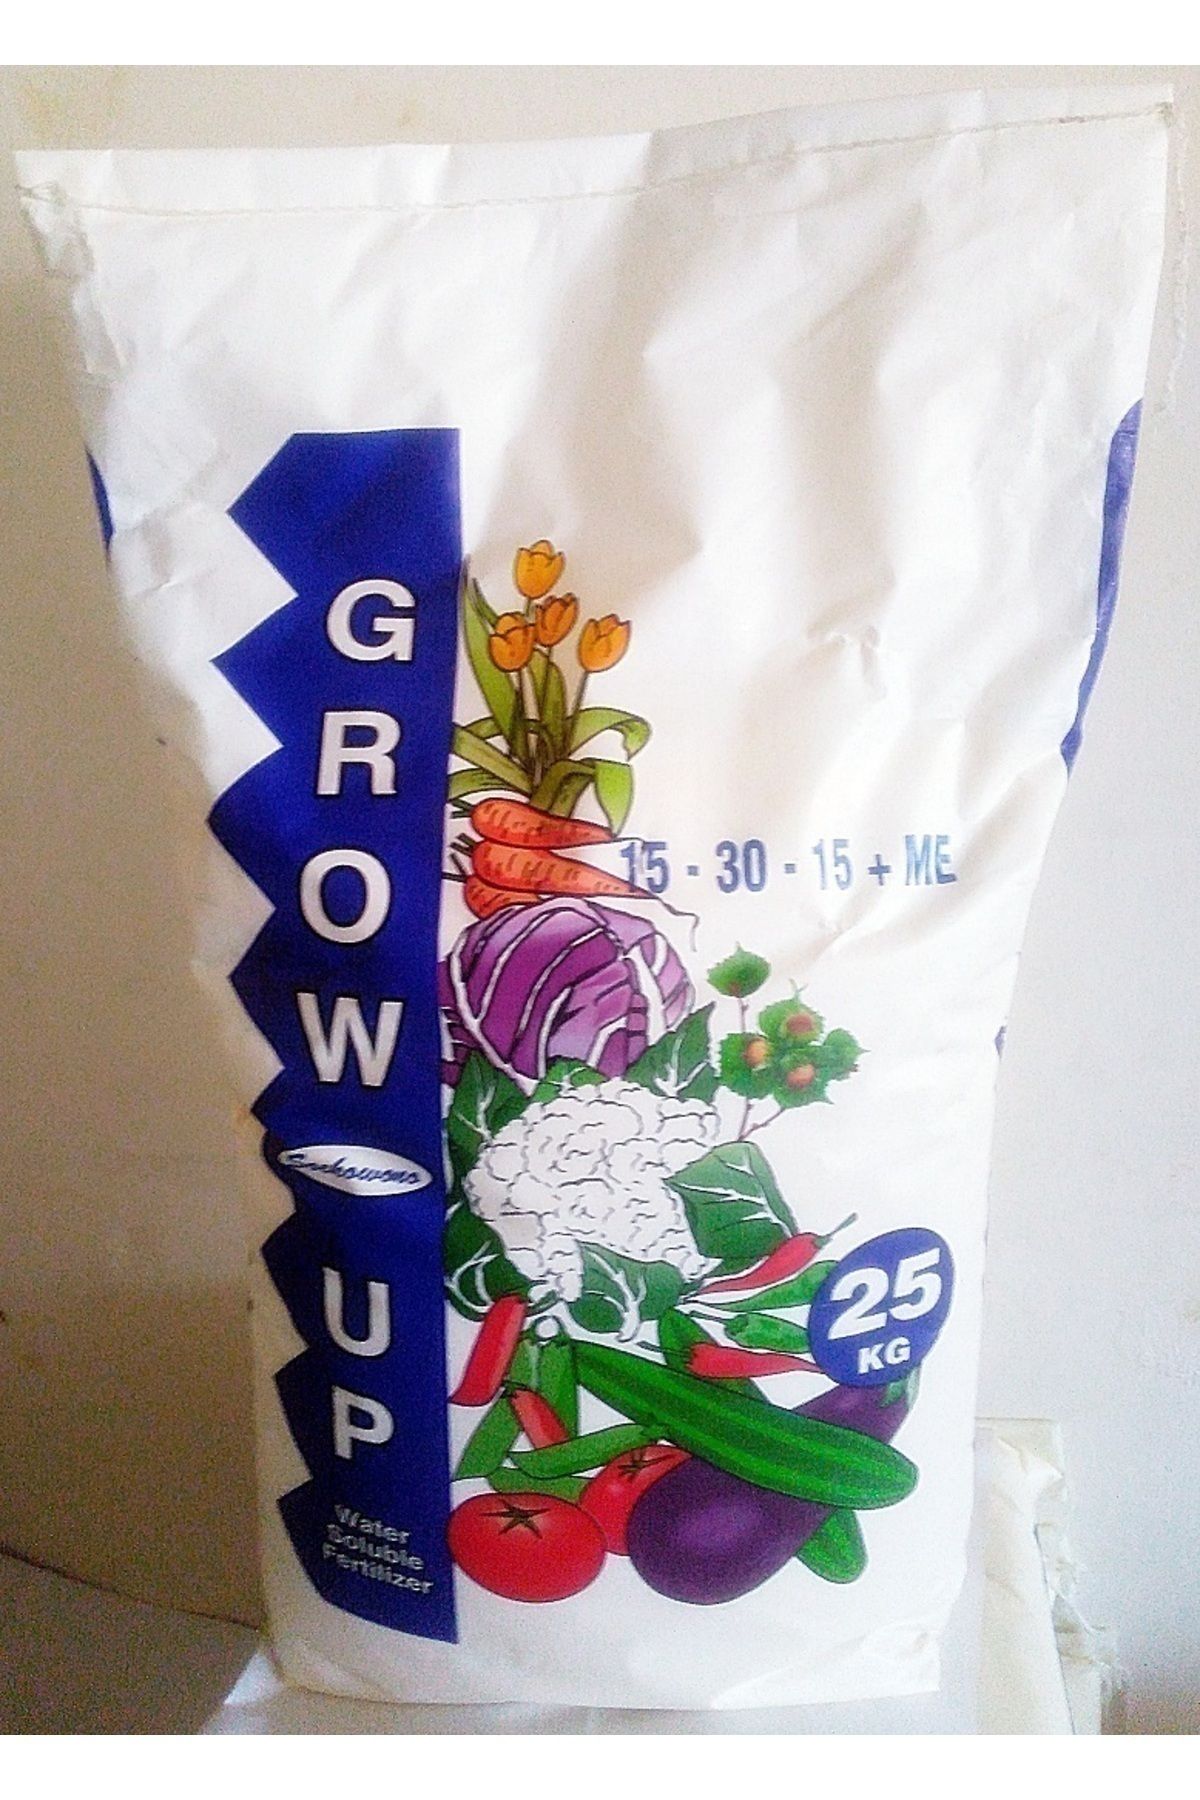 GROW
UP
Water
Soluble
Fertilizer
15 - 30 - 15 + ME
25
KG